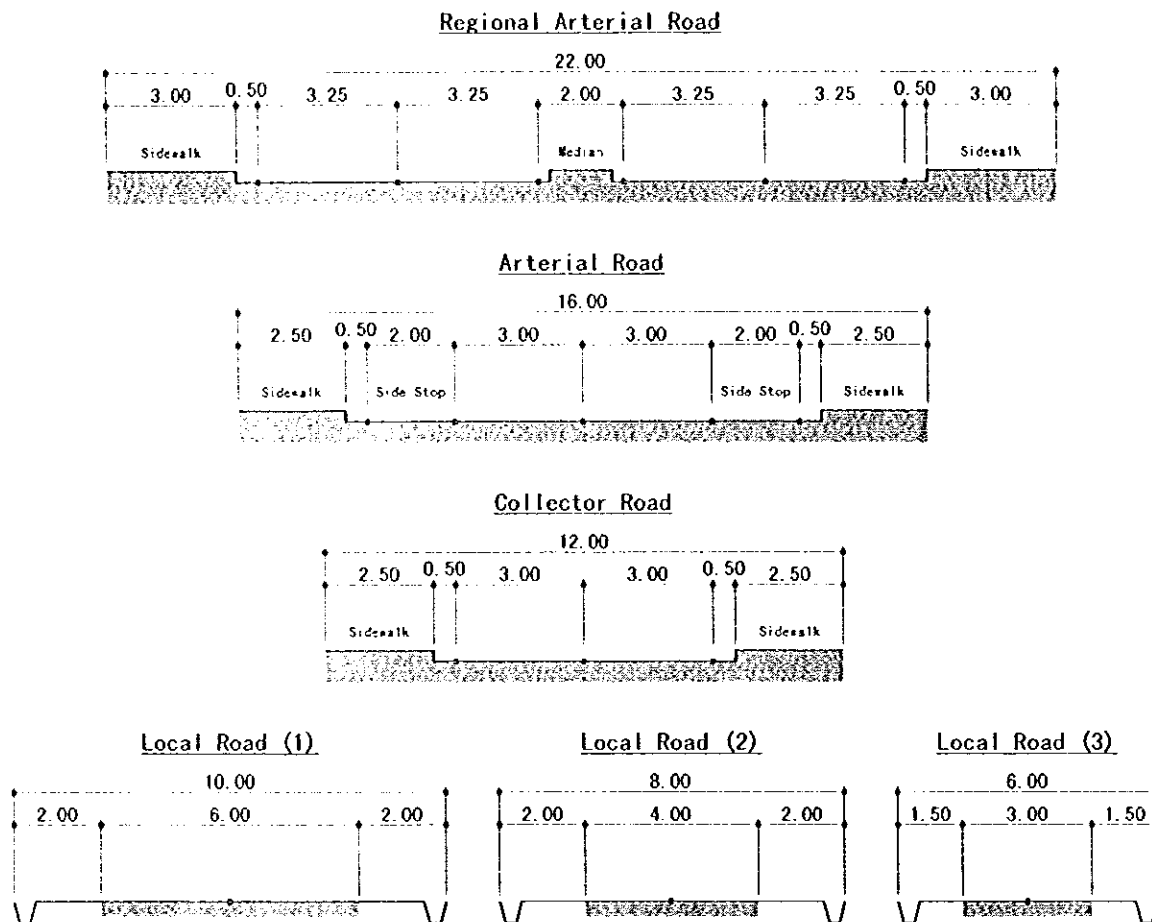 Regional Arterial Road
22.00
3.00 0.50 3.25 3.25 2.00 3.25 3.25 0.50 3.00
Sidewalk Median Sidewalk
Arterial Road
16.00
2.50 0.50 2.00 3.00 3.00 2.00 0.50 2.50
Sidewalk Side Stop Side Stop Sidewalk
Collector Road
12.00
2.50 0.50 3.00 3.00 0.50 2.50
Sidewalk Sidewalk
Local Road (1) Local Road (2) Local Road (3)
10.00 8.00 6.00
2.00 6.00 2.00 2.00 4.00 2.00 1.50 3.00 1.50